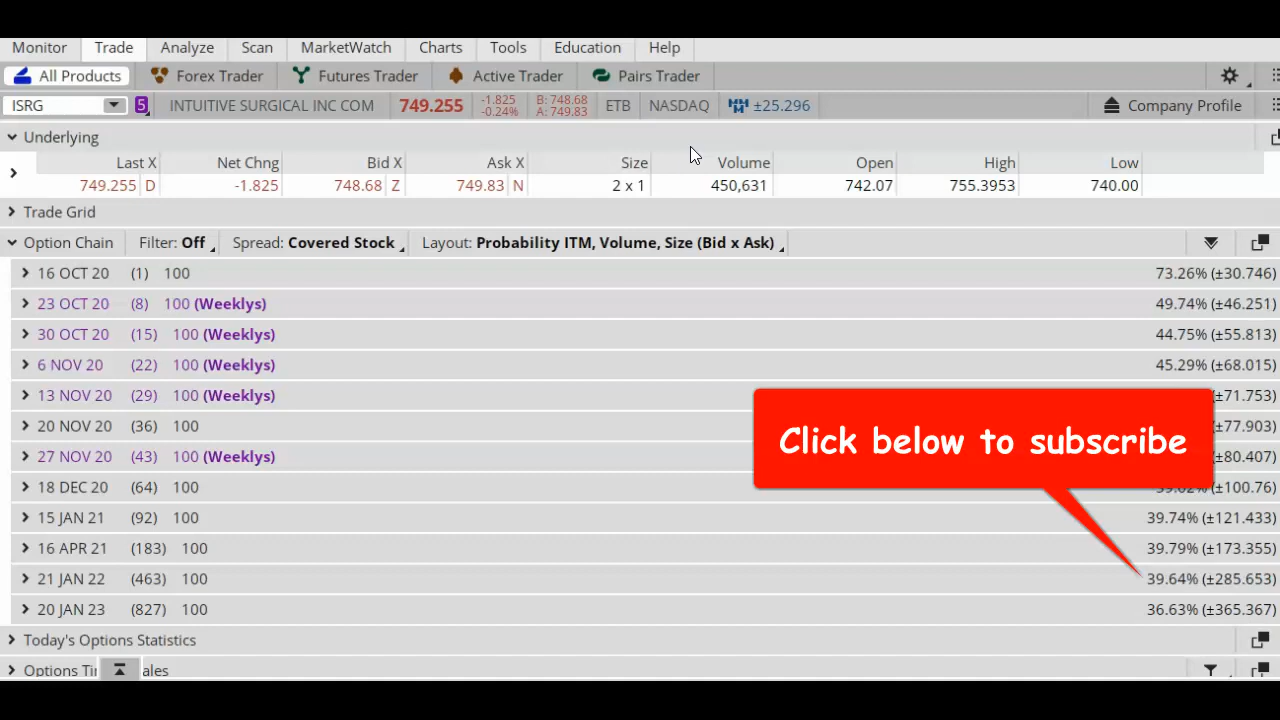 Monitor Trade Analyze Scan MarketWatch Charts Tools Education Help
All Products Forex Trader Futures Trader Active Trader Pairs Trader
ISRG 5 INTUITIVE SURGICAL INC COM 749.255 -1.825 -0.24% B: 748.68 A: 749.83 ETB NASDAQ ±25.296 Company Profile
Underlying
Last X Net Chng Bid X Ask X Size Volume Open High Low
749.255 D -1.825 748.68 Z 749.83 N 2 x 1 450,631 742.07 755.3953 740.00
Trade Grid
Option Chain Filter: Off Spread: Covered Stock Layout: Probability ITM, Volume, Size (Bid x Ask)
16 OCT 20 (1) 100 73.26% (±30.746)
23 OCT 20 (8) 100 (Weeklys) 49.74% (±46.251)
30 OCT 20 (15) 100 (Weeklys) 44.75% (±55.813)
6 NOV 20 (22) 100 (Weeklys) 45.29% (±68.015)
13 NOV 20 (29) 100 (Weeklys) (±71.753)
20 NOV 20 (36) 100 (±77.903)
Click below to subscribe
27 NOV 20 (43) 100 (Weeklys) (±80.407)
18 DEC 20 (64) 100 (±100.76)
15 JAN 21 (92) 100 39.74% (±121.433)
16 APR 21 (183) 100 39.79% (±173.355)
21 JAN 22 (463) 100 39.64% (±285.653)
20 JAN 23 (827) 100 36.63% (±365.367)
Today's Options Statistics
Options ales